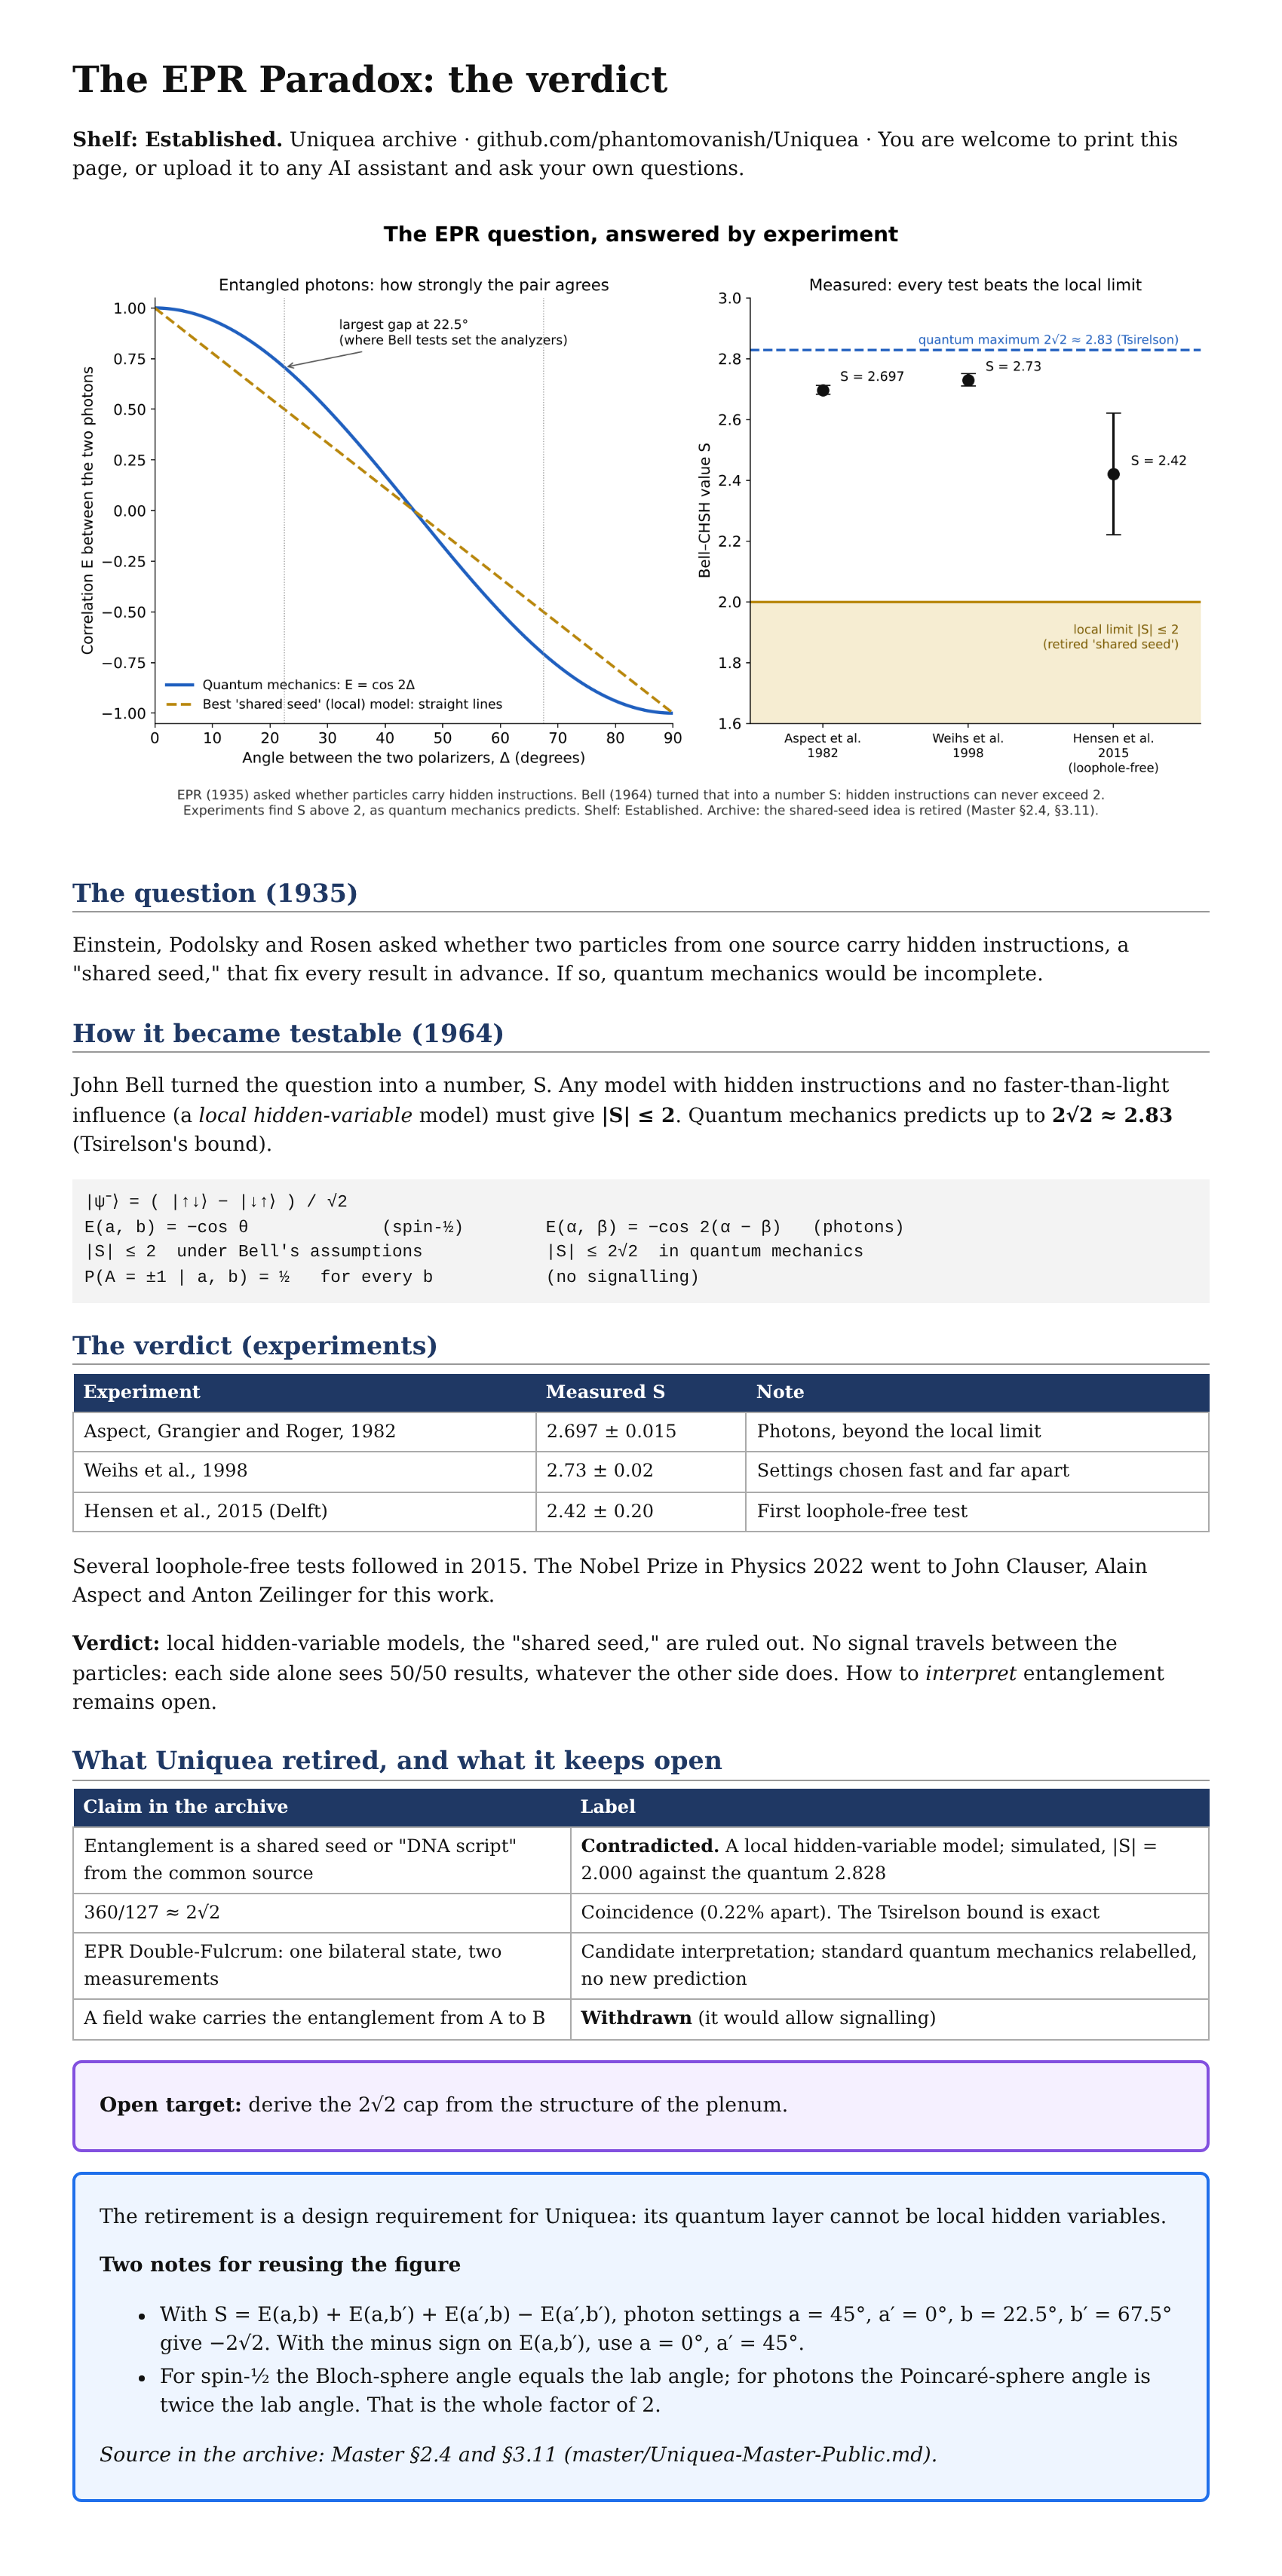 The EPR Paradox: the verdict
Shelf: Established. Uniquea archive · github.com/phantomovanish/Uniquea · You are welcome to print this
page, or upload it to any AI assistant and ask your own questions.
The EPR question, answered by experiment
Entangled photons: how strongly the pair agrees
1.00
0.75
0.50
0.25
0.00
−0.25
−0.50
−0.75
−1.00
Correlation E between the two photons
largest gap at 22.5°
(where Bell tests set the analyzers)
Quantum mechanics: E = cos 2Δ
Best 'shared seed' (local) model: straight lines
0 10 20 30 40 50 60 70 80 90
Angle between the two polarizers, Δ (degrees)
Measured: every test beats the local limit
3.0
2.8
2.6
2.4
2.2
2.0
1.8
1.6
Bell–CHSH value S
quantum maximum 2√2 ≈ 2.83 (Tsirelson)
S = 2.697
S = 2.73
S = 2.42
local limit |S| ≤ 2
(retired 'shared seed')
Aspect et al.
1982
Weihs et al.
1998
Hensen et al.
2015
(loophole-free)
EPR (1935) asked whether particles carry hidden instructions. Bell (1964) turned that into a number S: hidden instructions can never exceed 2.
Experiments find S above 2, as quantum mechanics predicts. Shelf: Established. Archive: the shared-seed idea is retired (Master §2.4, §3.11).
The question (1935)
Einstein, Podolsky and Rosen asked whether two particles from one source carry hidden instructions, a
"shared seed," that fix every result in advance. If so, quantum mechanics would be incomplete.
How it became testable (1964)
John Bell turned the question into a number, S. Any model with hidden instructions and no faster-than-light
influence (a local hidden-variable model) must give |S| ≤ 2. Quantum mechanics predicts up to 2√2 ≈ 2.83
(Tsirelson's bound).
|ψ⁻⟩ = ( |↑↓⟩ − |↓↑⟩ ) / √2
E(a, b) = −cos θ (spin-½) E(α, β) = −cos 2(α − β) (photons)
|S| ≤ 2 under Bell's assumptions |S| ≤ 2√2 in quantum mechanics
P(A = ±1 | a, b) = ½ for every b (no signalling)
The verdict (experiments)
Experiment Measured S Note
Aspect, Grangier and Roger, 1982 2.697 ± 0.015 Photons, beyond the local limit
Weihs et al., 1998 2.73 ± 0.02 Settings chosen fast and far apart
Hensen et al., 2015 (Delft) 2.42 ± 0.20 First loophole-free test
Several loophole-free tests followed in 2015. The Nobel Prize in Physics 2022 went to John Clauser, Alain
Aspect and Anton Zeilinger for this work.
Verdict: local hidden-variable models, the "shared seed," are ruled out. No signal travels between the
particles: each side alone sees 50/50 results, whatever the other side does. How to interpret entanglement
remains open.
What Uniquea retired, and what it keeps open
Claim in the archive Label
Entanglement is a shared seed or "DNA script"
from the common source
Contradicted. A local hidden-variable model; simulated, |S| =
2.000 against the quantum 2.828
360/127 ≈ 2√2 Coincidence (0.22% apart). The Tsirelson bound is exact
EPR Double-Fulcrum: one bilateral state, two
measurements
Candidate interpretation; standard quantum mechanics relabelled,
no new prediction
A field wake carries the entanglement from A to B Withdrawn (it would allow signalling)
Open target: derive the 2√2 cap from the structure of the plenum.
The retirement is a design requirement for Uniquea: its quantum layer cannot be local hidden variables.
Two notes for reusing the figure
• With S = E(a,b) + E(a,b′) + E(a′,b) − E(a′,b′), photon settings a = 45°, a′ = 0°, b = 22.5°, b′ = 67.5°
give −2√2. With the minus sign on E(a,b′), use a = 0°, a′ = 45°.
• For spin-½ the Bloch-sphere angle equals the lab angle; for photons the Poincaré-sphere angle is
twice the lab angle. That is the whole factor of 2.
Source in the archive: Master §2.4 and §3.11 (master/Uniquea-Master-Public.md).